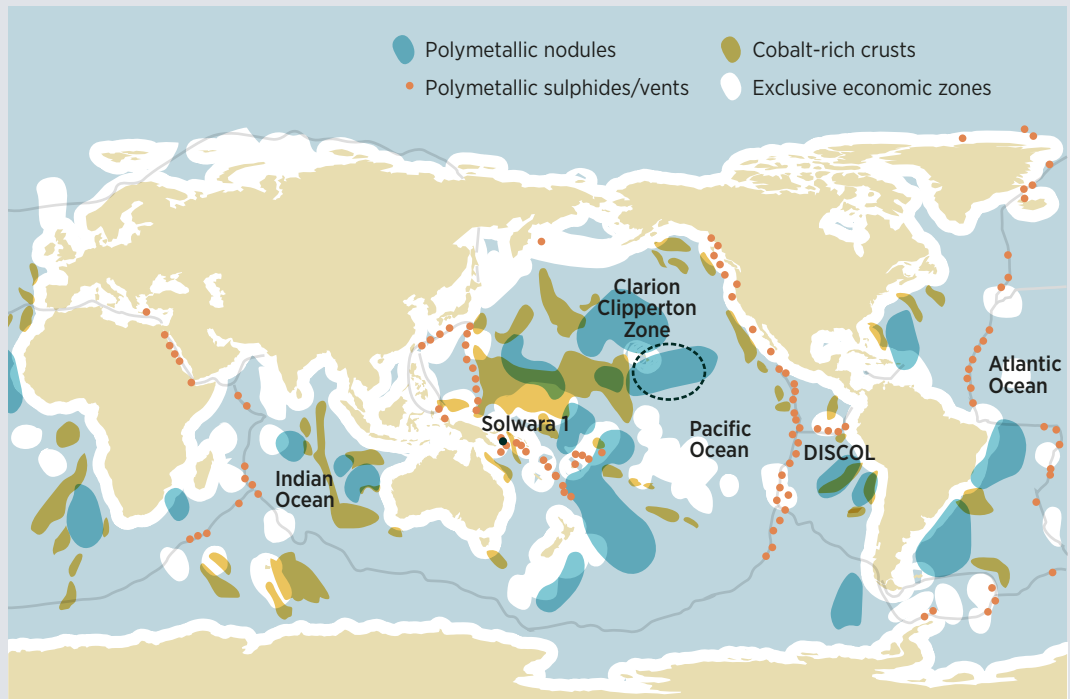 Polymetallic nodules
Cobalt-rich crusts
Polymetallic sulphides/vents
Exclusive economic zones
Clarion
Clipperton
Zone
Atlantic
Ocean
Solwara 1
Pacific
Ocean
DISCOL
Indian
Ocean